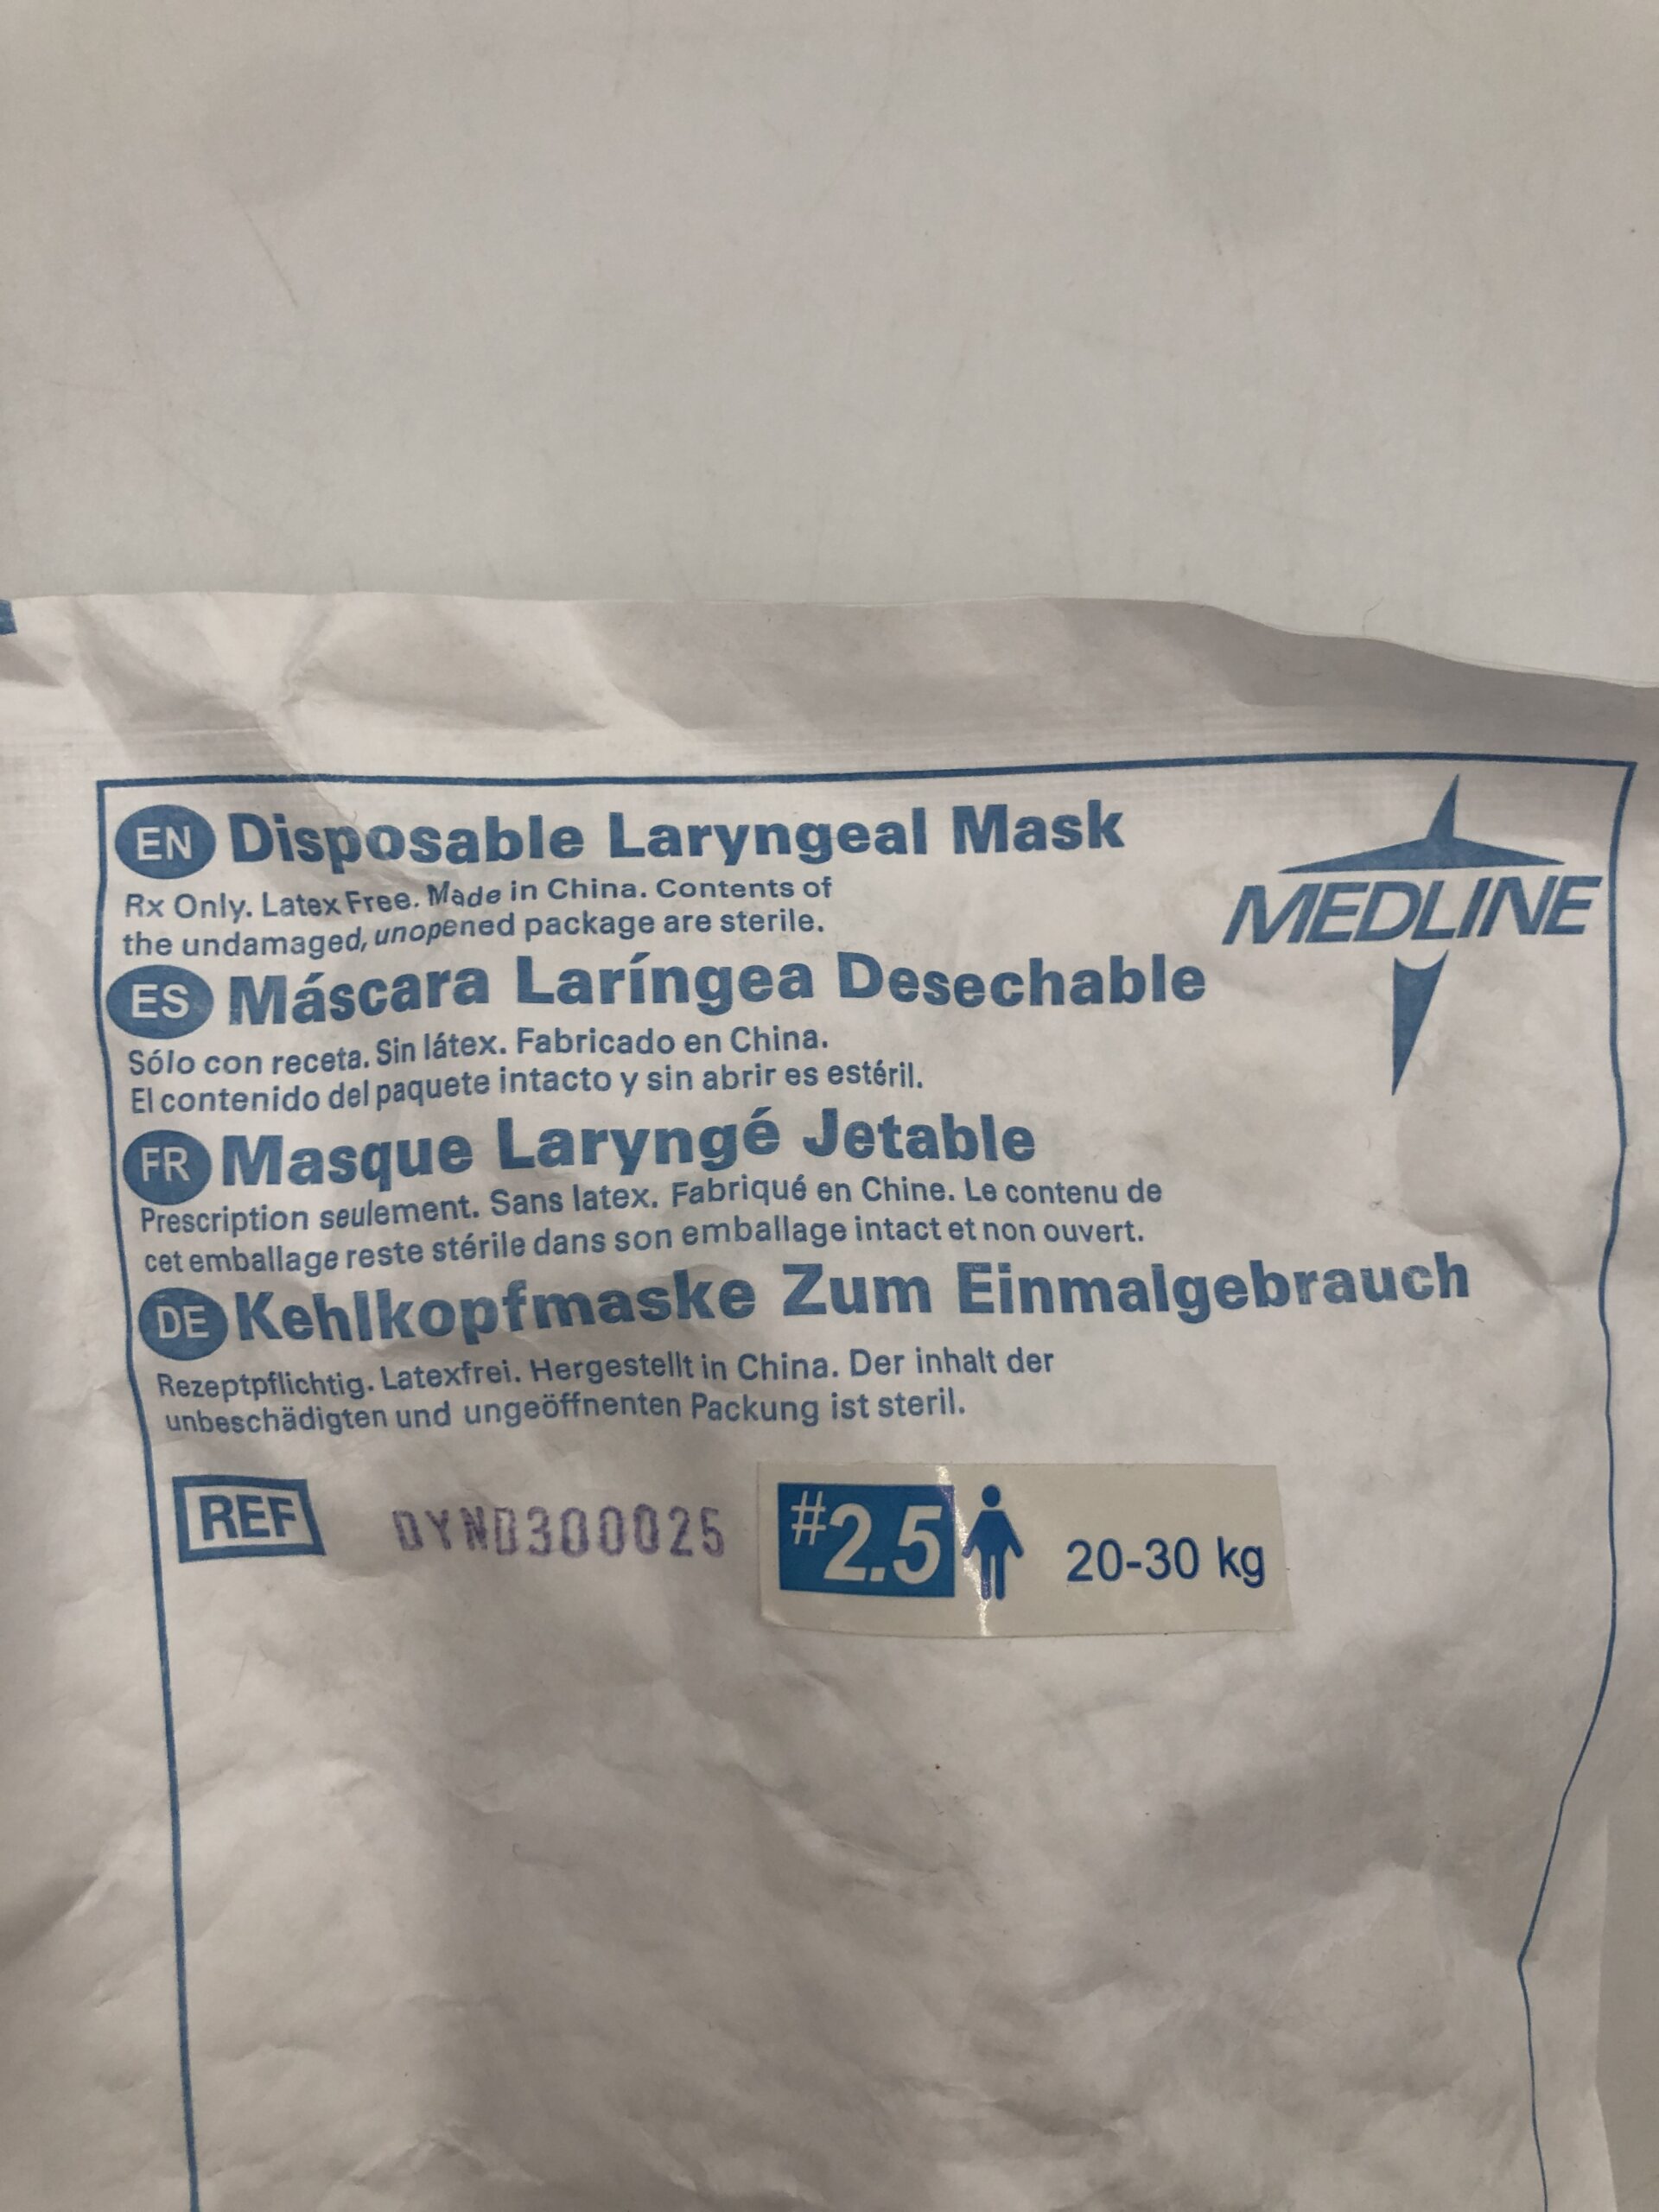 EN Disposable Laryngeal Mask
Rx Only. Latex Free. Made in China. Contents of
the undamaged, unopened package are sterile.
MEDLINE
ES Máscara Laríngea Desechable
Sólo con receta. Sin látex. Fabricado en China.
El contenido del paquete intacto y sin abrir es estéril.
FR Masque Laryngé Jetable
Prescription seulement. Sans latex. Fabriqué en Chine. Le contenu de
cet emballage reste stérile dans son emballage intact et non ouvert.
DE Kehlkopfmaske Zum Einmalgebrauch
Rezeptpflichtig. Latexfrei. Hergestellt in China. Der inhalt der
unbeschädigten und ungeöffnenten Packung ist steril.
REF DYND300025 #2.5 20-30 kg